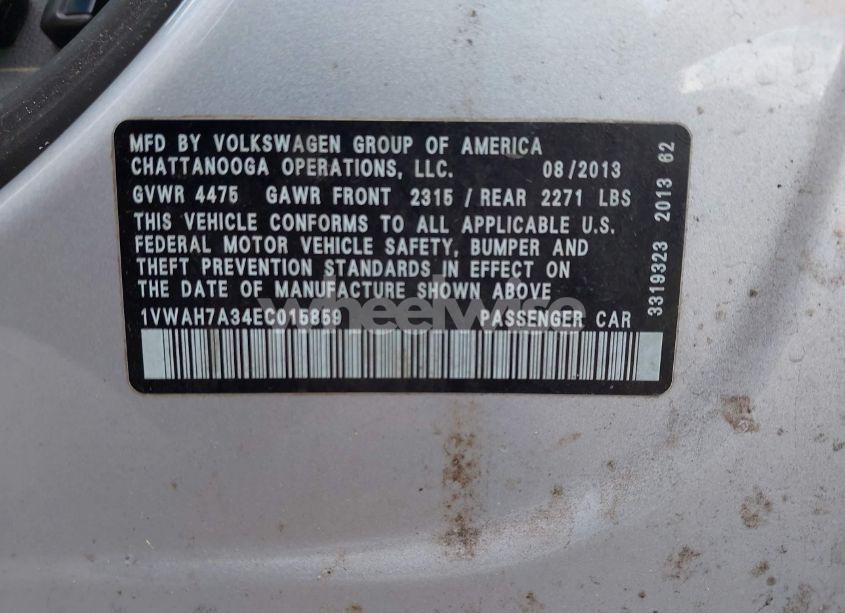 MFD BY VOLKSWAGEN GROUP OF AMERICA
CHATTANOOGA OPERATIONS, LLC. 08/2013
GVWR 4475 GAWR FRONT 2315 / REAR 2271 LBS
THIS VEHICLE CONFORMS TO ALL APPLICABLE U.S.
FEDERAL MOTOR VEHICLE SAFETY, BUMPER AND
THEFT PREVENTION STANDARDS IN EFFECT ON
THE DATE OF MANUFACTURE SHOWN ABOVE
1VWAH7A34EC015859 PASSENGER CAR
3319323 2013 62
wheelwire